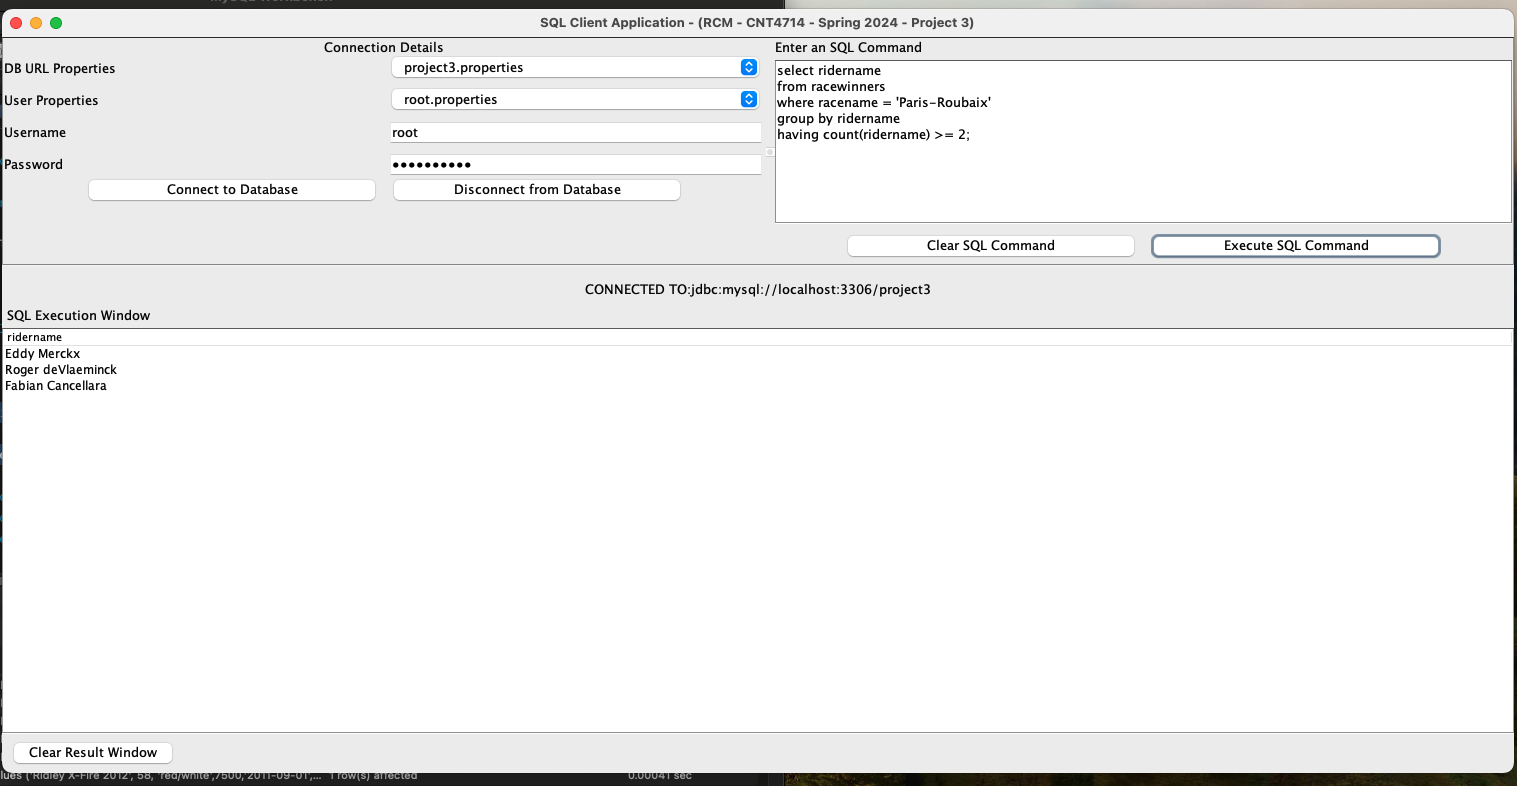 SQL Client Application - (RCM - CNT4714 - Spring 2024 - Project 3)
Connection Details
DB URL Properties
project3.properties
User Properties
root.properties
Username
root
Password
••••••••••
Connect to Database
Disconnect from Database
Enter an SQL Command
select ridername
from racewinners
where racename = 'Paris-Roubaix'
group by ridername
having count(ridername) >= 2;
Clear SQL Command
Execute SQL Command
CONNECTED TO:jdbc:mysql://localhost:3306/project3
SQL Execution Window
ridername
Eddy Merckx
Roger deVlaeminck
Fabian Cancellara
Clear Result Window
('Ridley X-Fire 2012', 58, 'red/white',7500,'2011-09-01',... 1 row(s) affected 0.00041 sec